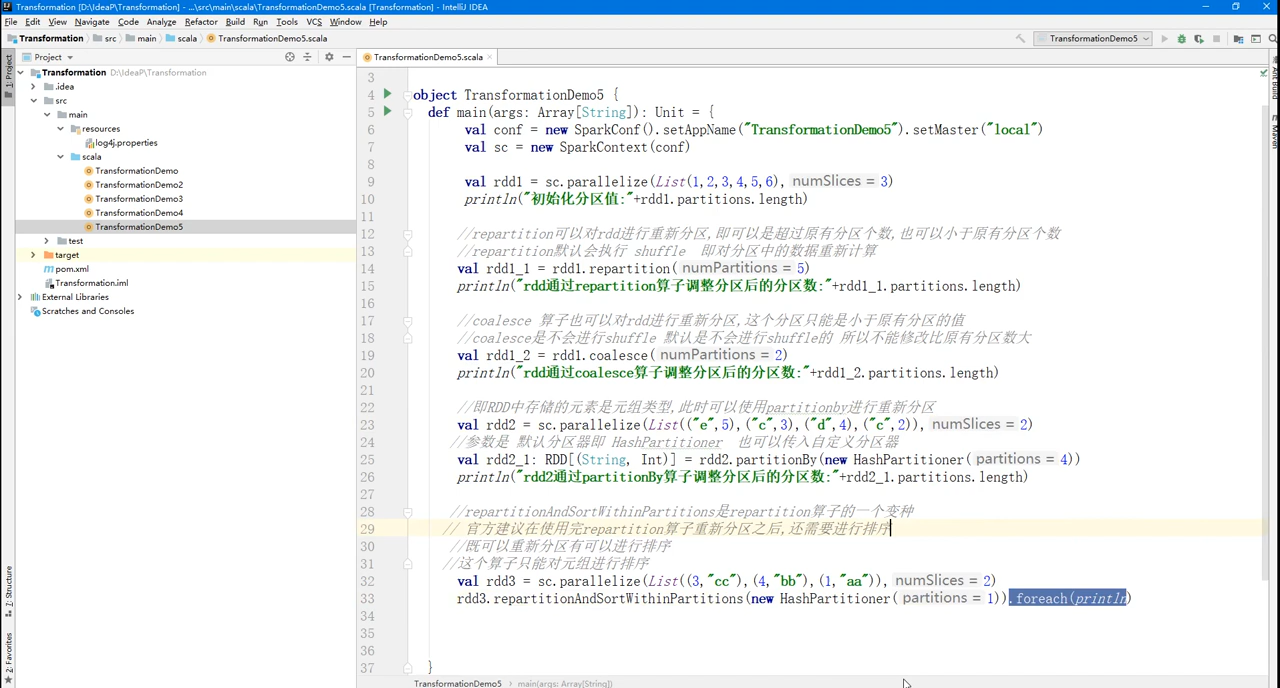 Transformation [D:\IdeaP\Transformation] - ...\src\main\scala\TransformationDemo5.scala [Transformation] - IntelliJ IDEA
File Edit View Navigate Code Analyze Refactor Build Run Tools VCS Window Help
Transformation src main scala TransformationDemo5.scala
TransformationDemo5
Project
TransformationDemo5.scala
1: Project
Transformation D:\IdeaP\Transformation
.idea
src
main
resources
log4j.properties
scala
TransformationDemo
TransformationDemo2
TransformationDemo3
TransformationDemo4
TransformationDemo5
test
target
pom.xml
Transformation.iml
External Libraries
Scratches and Consoles
7: Structure
2: Favorites
Ant Build
Maven
3
4 object TransformationDemo5 {
5 def main(args: Array[String]): Unit = {
6 val conf = new SparkConf().setAppName("TransformationDemo5").setMaster("local")
7 val sc = new SparkContext(conf)
8
9 val rdd1 = sc.parallelize(List(1,2,3,4,5,6), numSlices = 3)
10 println("初始化分区值:"+rdd1.partitions.length)
11
12 //repartition可以对rdd进行重新分区,即可以是超过原有分区个数,也可以小于原有分区个数
13 //repartition默认会执行 shuffle 即对分区中的数据重新计算
14 val rdd1_1 = rdd1.repartition( numPartitions = 5)
15 println("rdd通过repartition算子调整分区后的分区数:"+rdd1_1.partitions.length)
16
17 //coalesce 算子也可以对rdd进行重新分区,这个分区只能是小于原有分区的值
18 //coalesce是不会进行shuffle 默认是不会进行shuffle的 所以不能修改比原有分区数大
19 val rdd1_2 = rdd1.coalesce( numPartitions = 2)
20 println("rdd通过coalesce算子调整分区后的分区数:"+rdd1_2.partitions.length)
21
22 //即RDD中存储的元素是元组类型,此时可以使用partitionby进行重新分区
23 val rdd2 = sc.parallelize(List(("e",5),("c",3),("d",4),("c",2)), numSlices = 2)
24 //参数是 默认分区器即 HashPartitioner 也可以传入自定义分区器
25 val rdd2_1: RDD[(String, Int)] = rdd2.partitionBy(new HashPartitioner( partitions = 4))
26 println("rdd2通过partitionBy算子调整分区后的分区数:"+rdd2_1.partitions.length)
27
28 //repartitionAndSortWithinPartitions是repartition算子的一个变种
29 // 官方建议在使用完repartition算子重新分区之后,还需要进行排序
30 //既可以重新分区有可以进行排序
31 //这个算子只能对元组进行排序
32 val rdd3 = sc.parallelize(List((3,"cc"),(4,"bb"),(1,"aa")), numSlices = 2)
33 rdd3.repartitionAndSortWithinPartitions(new HashPartitioner( partitions = 1)).foreach(println)
34
35
36
37 }
TransformationDemo5 › main(args: Array[String])